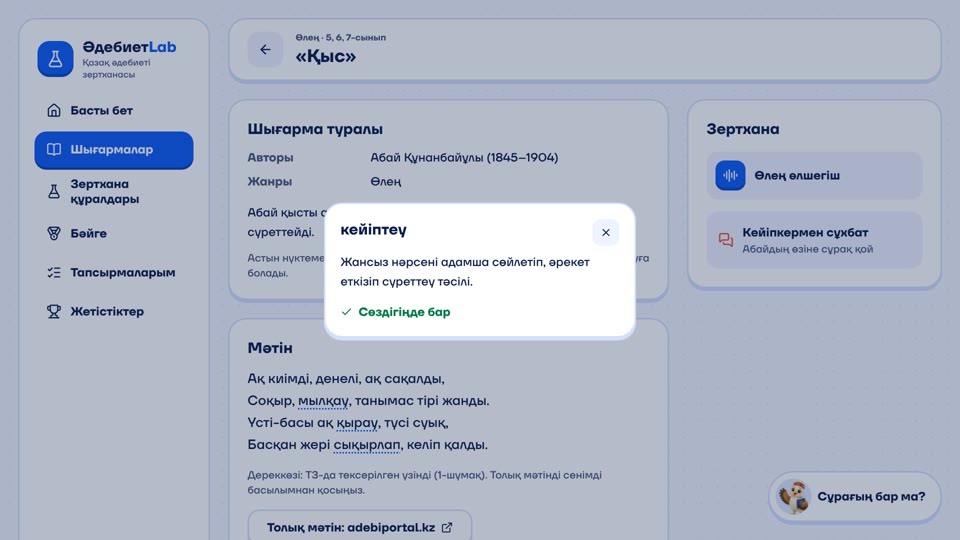 ӘдебиетLab
Қазақ әдебиеті
зертханасы
Басты бет
Шығармалар
Зертхана
құралдары
Бәйге
Тапсырмаларым
Жетістіктер
Өлең · 5, 6, 7-сынып
«Қыс»
Шығарма туралы
Авторы Абай Құнанбайұлы (1845–1904)
Жанры Өлең
Абай қысты
суреттейді.
Астын
болады.
кейіптеу
Жансыз нәрсені адамша сөйлетіп, әрекет
еткізіп суреттеу тәсілі.
Сөздігіңде бар
Мәтін
Ақ киімді, денелі, ақ сақалды,
Соқыр, мылқау, танымас тірі жанды.
Үсті-басы ақ қырау, түсі суық,
Басқан жері сықырлап, келіп қалды.
Дереккөзі: ТЗ-да тексерілген үзінді (1-шумақ). Толық мәтінді сенімді
басылымнан қосыңыз.
Толық мәтін: adebiportal.kz
Зертхана
Өлең өлшегіш
Кейіпкермен сұхбат
Абайдың өзіне сұрақ қой
Сұрағың бар ма?